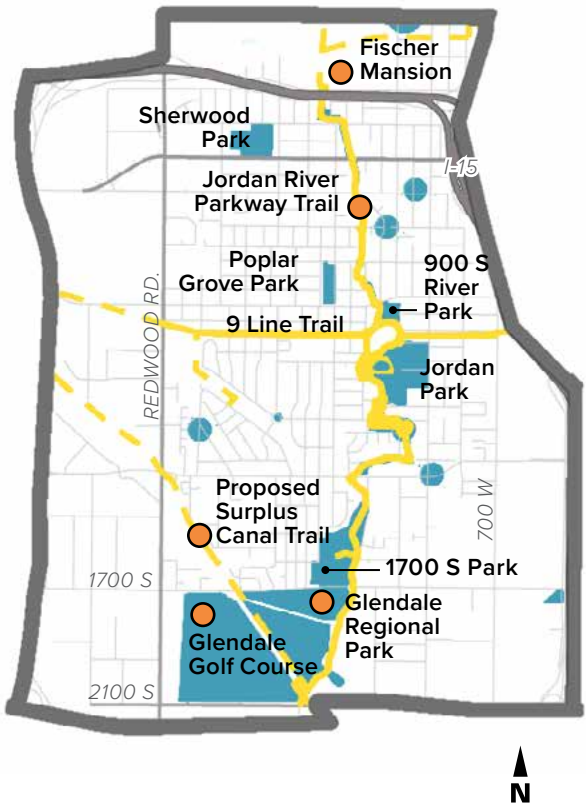 Fischer
Mansion
Sherwood
Park
I-15
Jordan River
Parkway Trail
Poplar
Grove Park
900 S
River
Park
REDWOOD RD.
9 Line Trail
Jordan
Park
Proposed
Surplus
Canal Trail
700 W
1700 S
1700 S Park
Glendale
Regional
Park
Glendale
Golf Course
2100 S
N